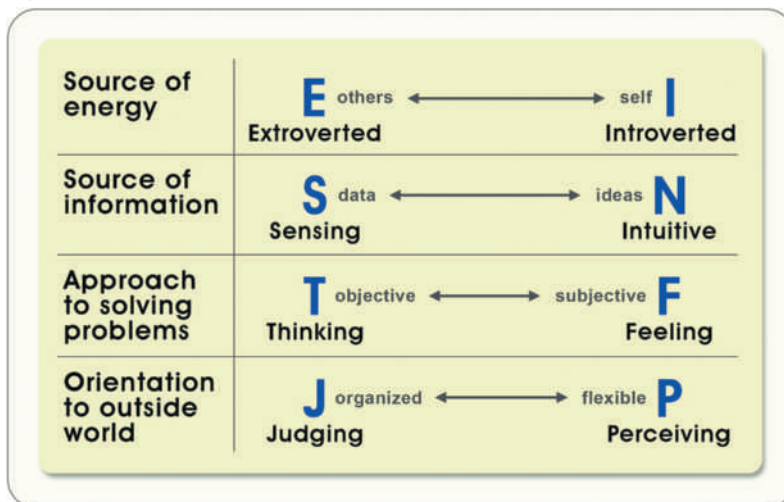 Source of
energy
E others self I
Extroverted Introverted
Source of
information
S data ideas N
Sensing Intuitive
Approach
to solving
problems
T objective subjective F
Thinking Feeling
Orientation
to outside
world
J organized flexible P
Judging Perceiving